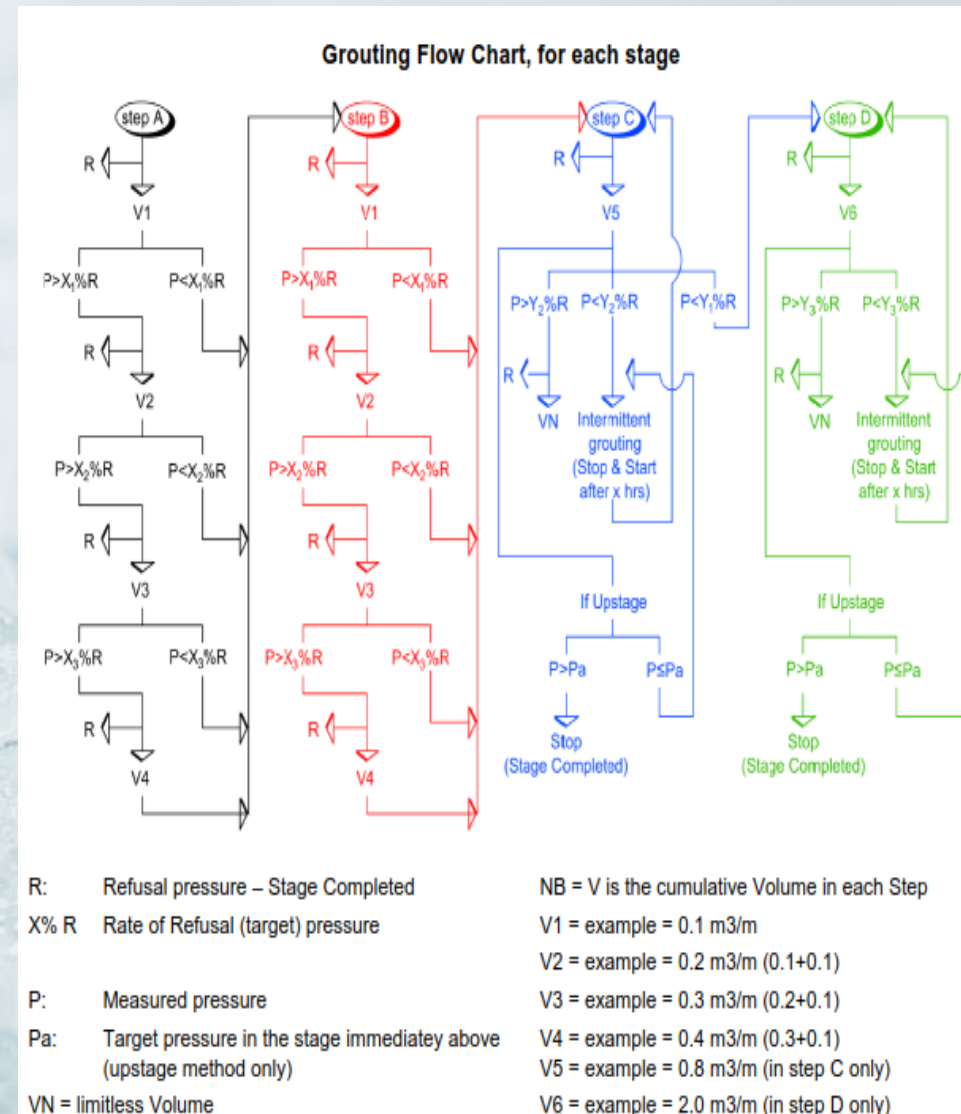 Grouting Flow Chart, for each stage
step A
R
V1
P>X1%R P<X1%R
R
V2
P>X2%R P<X2%R
R
V3
P>X3%R P<X3%R
R
V4
step B
R
V1
P>X1%R P<X1%R
R
V2
P>X2%R P<X2%R
R
V3
P>X3%R P<X3%R
R
V4
step C
R
V5
P>Y2%R P<Y2%R P<Y1%R
R
VN
Intermittent
grouting
(Stop & Start
after x hrs)
If Upstage
P>Pa P≤Pa
Stop
(Stage Completed)
step D
R
V6
P>Y3%R P<Y3%R
R
VN
Intermittent
grouting
(Stop & Start
after x hrs)
If Upstage
P>Pa P≤Pa
Stop
(Stage Completed)
R: Refusal pressure – Stage Completed
X% R Rate of Refusal (target) pressure
P: Measured pressure
Pa: Target pressure in the stage immediatey above
(upstage method only)
VN = limitless Volume
NB = V is the cumulative Volume in each Step
V1 = example = 0.1 m3/m
V2 = example = 0.2 m3/m (0.1+0.1)
V3 = example = 0.3 m3/m (0.2+0.1)
V4 = example = 0.4 m3/m (0.3+0.1)
V5 = example = 0.8 m3/m (in step C only)
V6 = example = 2.0 m3/m (in step D only)